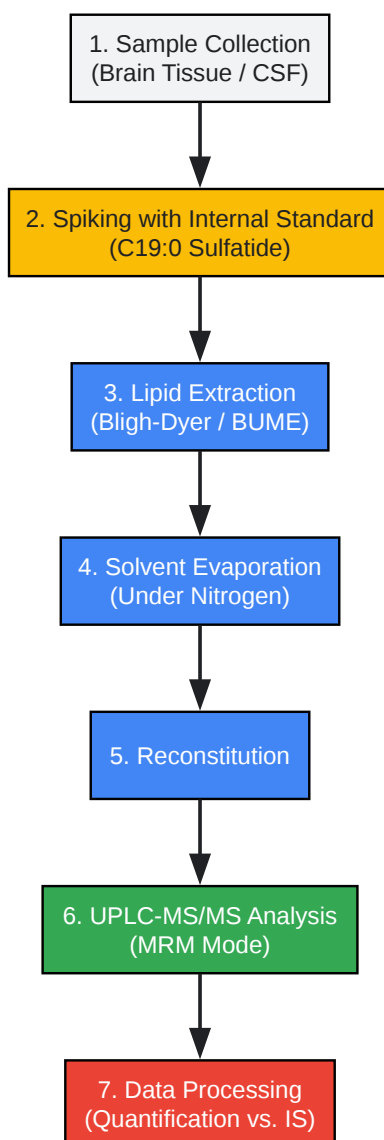 1. Sample Collection
(Brain Tissue / CSF)
2. Spiking with Internal Standard
(C19:0 Sulfatide)
3. Lipid Extraction
(Bligh-Dyer / BUME)
4. Solvent Evaporation
(Under Nitrogen)
5. Reconstitution
6. UPLC-MS/MS Analysis
(MRM Mode)
7. Data Processing
(Quantification vs. IS)